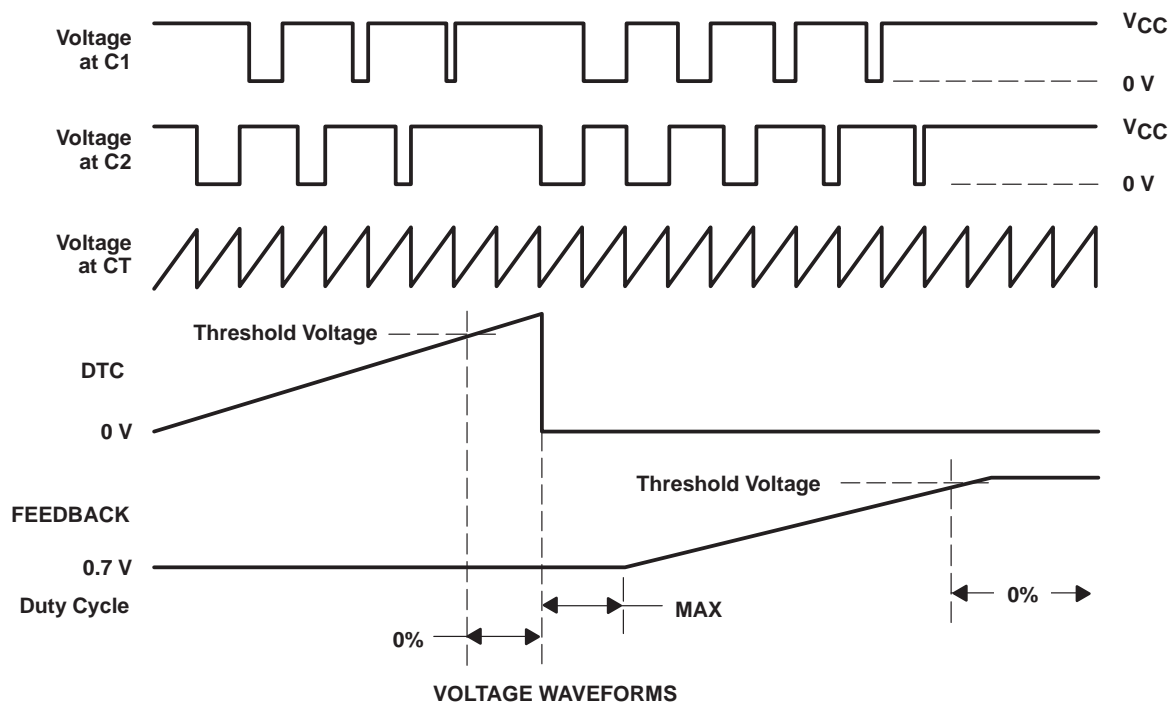 Voltage
at C1
VCC
0 V
Voltage
at C2
VCC
0 V
Voltage
at CT
Threshold Voltage
DTC
0 V
Threshold Voltage
FEEDBACK
0.7 V
Duty Cycle
MAX
0%
0%
VOLTAGE WAVEFORMS